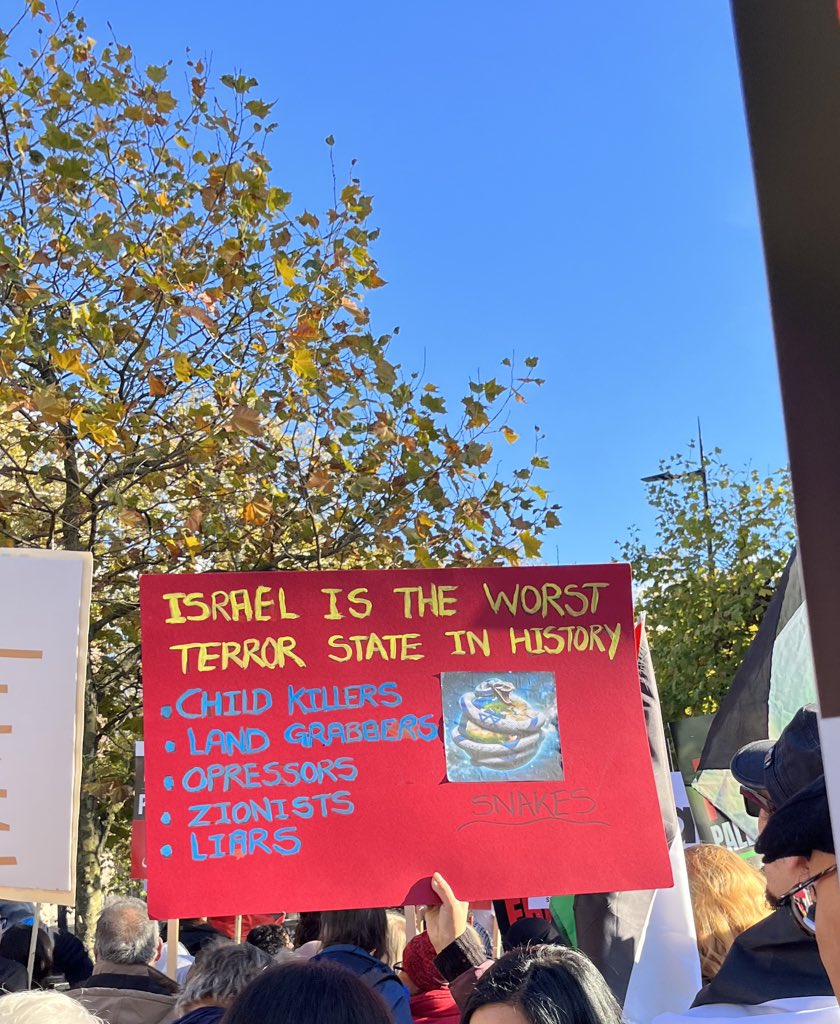 ISRAEL IS THE WORST
TERROR STATE IN HISTORY
• CHILD KILLERS
• LAND GRABBERS
• OPRESSORS
• ZIONISTS
• LIARS
SNAKES